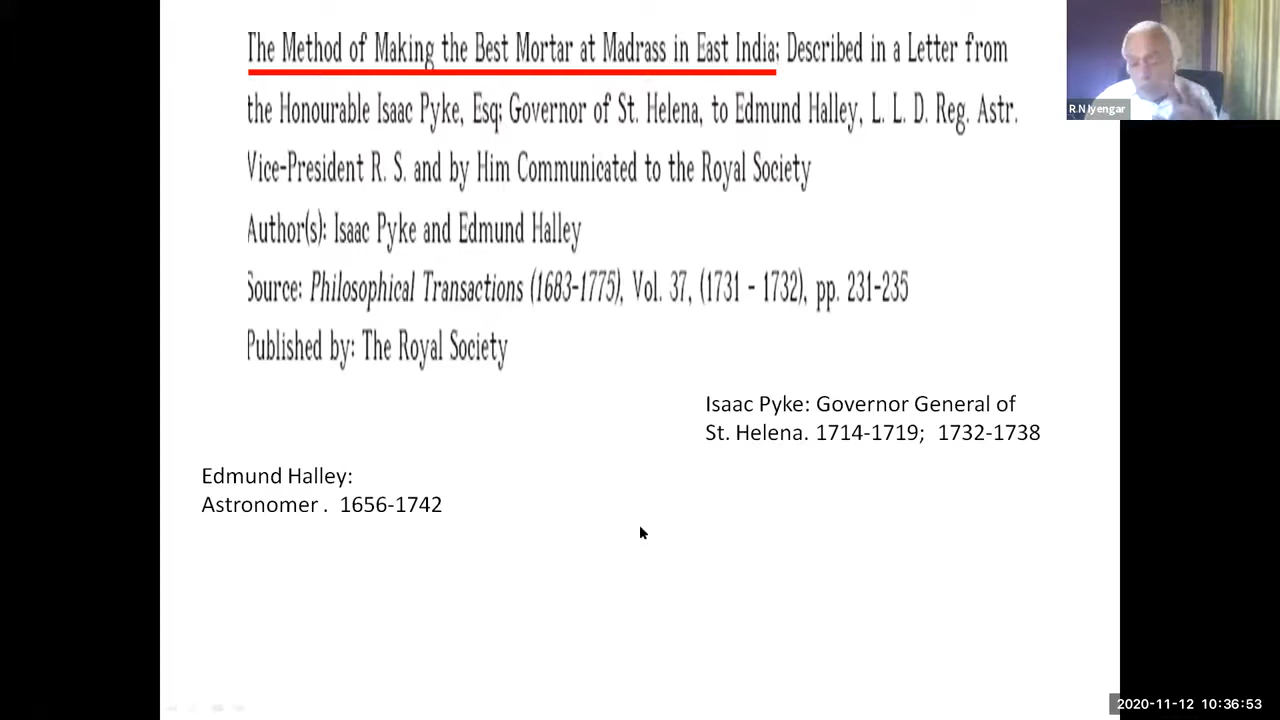 The Method of Making the Best Mortar at Madrass in East India; Described in a Letter from
the Honourable Isaac Pyke, Esq; Governor of St. Helena, to Edmund Halley, L. L. D. Reg. Astr.
Vice-President R. S. and by Him Communicated to the Royal Society
Author(s): Isaac Pyke and Edmund Halley
Source: Philosophical Transactions (1683-1775), Vol. 37, (1731 - 1732), pp. 231-235
Published by: The Royal Society
R N Iyengar
Isaac Pyke: Governor General of
St. Helena. 1714-1719;  1732-1738
Edmund Halley:
Astronomer .  1656-1742
2020-11-12 10:36:53